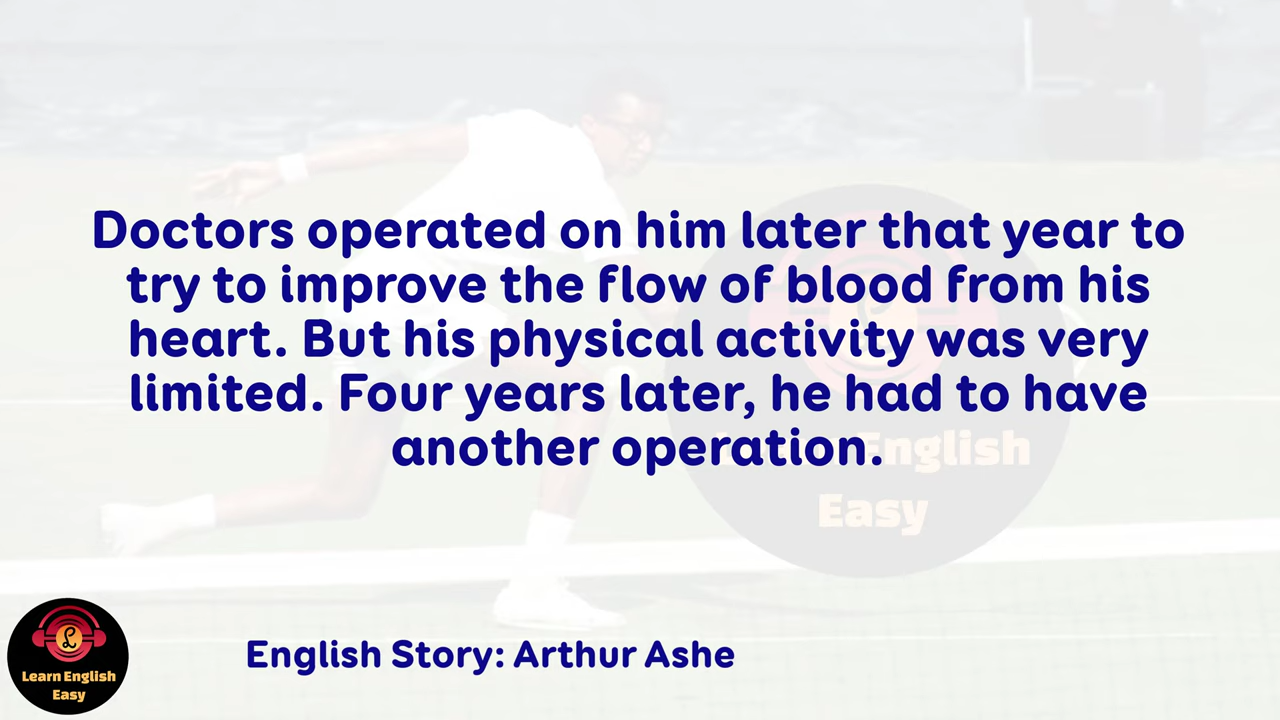 Doctors operated on him later that year to
try to improve the flow of blood from his
heart. But his physical activity was very
limited. Four years later, he had to have
another operation.
English
Easy
English Story: Arthur Ashe
L
Learn English
Easy